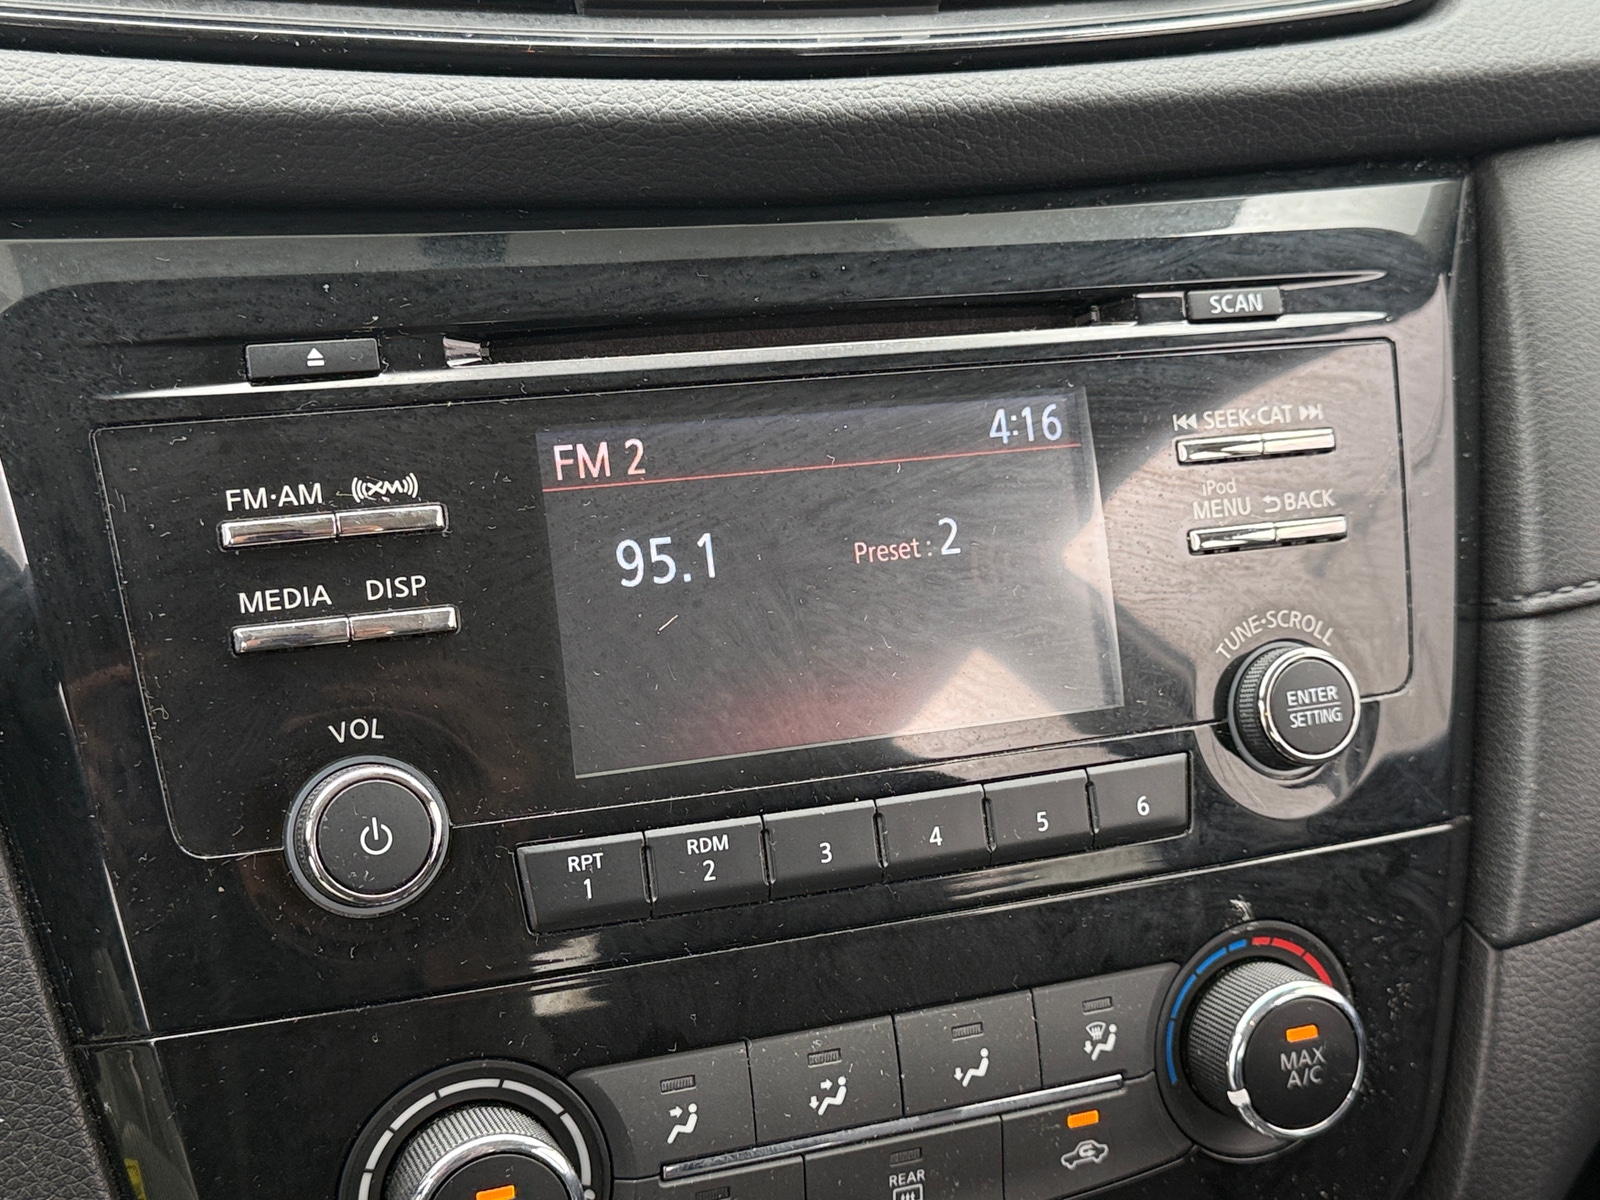 SCAN
FM 2 4:16
95.1 Preset : 2
FM·AM XM
MEDIA DISP
VOL
SEEK·CAT
iPod
MENU BACK
TUNE·SCROLL
ENTER
SETTING
RPT
1
RDM
2
3
4
5
6
MAX
A/C
REAR